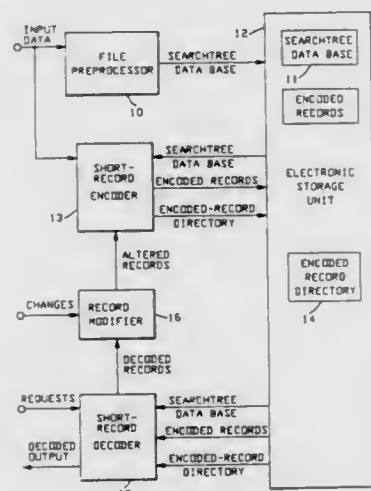 INPUT
DATA
FILE
PREPROCESSOR
10
SEARCHTREE
DATA BASE
12
SEARCHTREE
DATA BASE
11
ENCODED
RECORDS
SHORT-
RECORD
ENCODER
13
SEARCHTREE
DATA BASE
ENCODED RECORDS
ENCODED-RECORD
DIRECTORY
ELECTRONIC
STORAGE
UNIT
ALTERED
RECORDS
ENCODED
RECORD
DIRECTORY
14
CHANGES
RECORD
MODIFIER
16
DECODED
RECORDS
REQUESTS
SHORT-
RECORD
DECODER
SEARCHTREE
DATA BASE
ENCODED RECORDS
ENCODED-RECORD
DIRECTORY
DECODED
OUTPUT